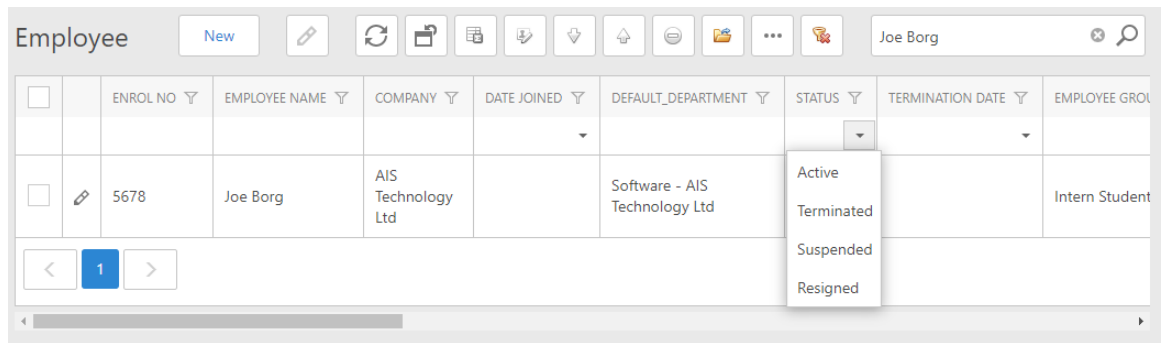 Employee
New
Joe Borg
ENROL NO
EMPLOYEE NAME
COMPANY
DATE JOINED
DEFAULT_DEPARTMENT
STATUS
TERMINATION DATE
EMPLOYEE GROU
5678
Joe Borg
AIS
Technology
Ltd
Software - AIS
Technology Ltd
Intern Student
Active
Terminated
Suspended
Resigned
1